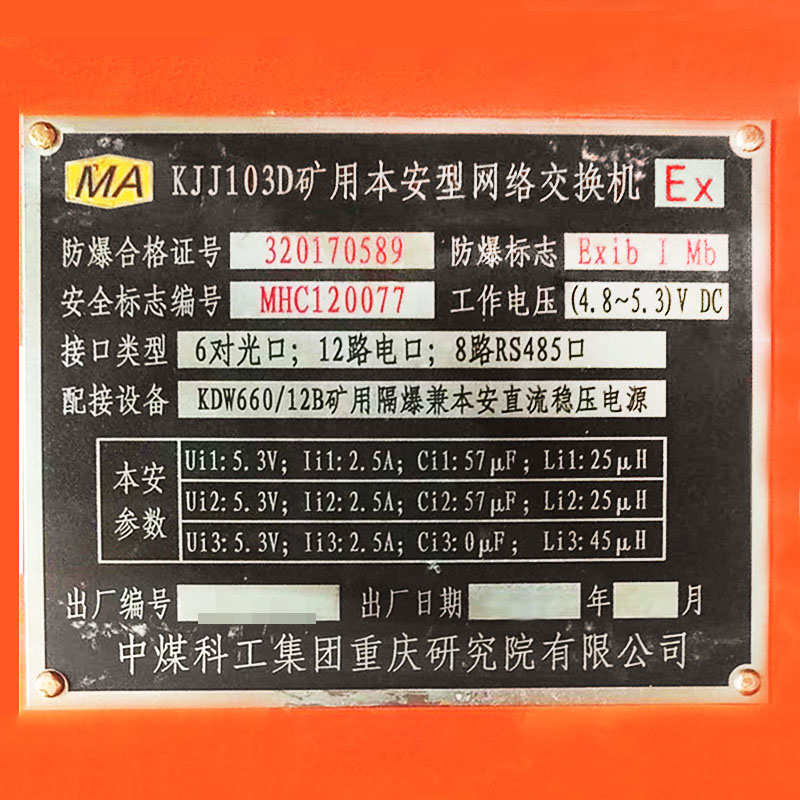 MA KJJ103D矿用本安型网络交换机 Ex
防爆合格证号 320170589 防爆标志 Exib I Mb
安全标志编号 MHC120077 工作电压 (4.8~5.3)V DC
接口类型 6对光口；12路电口；8路RS485口
配接设备 KDW660/12B矿用隔爆兼本安直流稳压电源
本安参数
Ui1:5.3V; Ii1:2.5A; Ci1:57μF; Li1:25μH
Ui2:5.3V; Ii2:2.5A; Ci2:57μF; Li2:25μH
Ui3:5.3V; Ii3:2.5A; Ci3:0μF; Li3:45μH
出厂编号 出厂日期 年 月
中煤科工集团重庆研究院有限公司